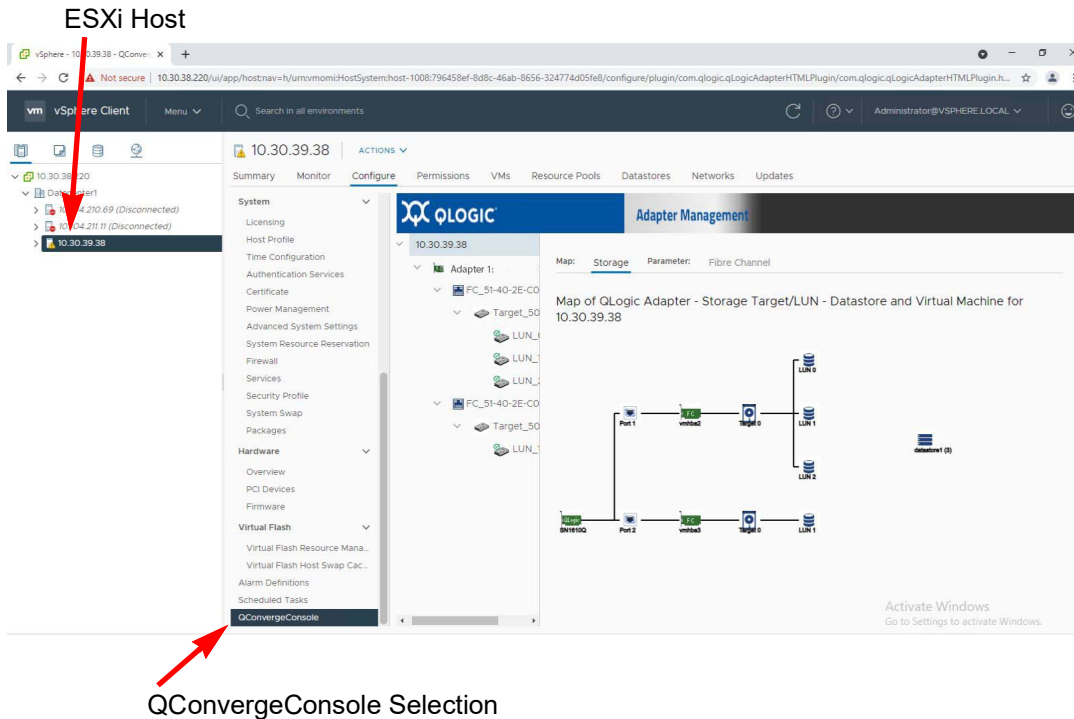 ESXi Host
vSphere - 10.30.39.38 - QConver
Not secure | 10.30.38.220/ui/app/host;nav=h/urn:vmomi:HostSystem:host-1008:796458ef-8d8c-46ab-8656-324774d05fe8/configure/plugin/com.qlogic.qLogicAdapterHTMLPlugin/com.qlogic.qLogicAdapterHTMLPlugin.h...
vm vSphere Client Menu Search in all environments Administrator@VSPHERE.LOCAL
10.30.39.38 ACTIONS
Summary Monitor Configure Permissions VMs Resource Pools Datastores Networks Updates
10.30.38.220
Datacenter1
(Disconnected)
(Disconnected)
10.30.39.38
System
Licensing
Host Profile
Time Configuration
Authentication Services
Certificate
Power Management
Advanced System Settings
System Resource Reservation
Firewall
Services
Security Profile
System Swap
Packages
Hardware
Overview
PCI Devices
Firmware
Virtual Flash
Virtual Flash Resource Mana...
Virtual Flash Host Swap Cac...
Alarm Definitions
Scheduled Tasks
QConvergeConsole
QLOGIC Adapter Management
10.30.39.38
Adapter 1:
FC_51-40-2E-C0
Target_50
LUN_
LUN_
LUN_
FC_51-40-2E-C0
Target_50
LUN_
Map: Storage Parameter: Fibre Channel
Map of QLogic Adapter - Storage Target/LUN - Datastore and Virtual Machine for
10.30.39.38
LUN 0
Port 1 vmhba2 Target 0 LUN 1
FC
datastore1 (3)
LUN 2
QLogic FC
SN1610Q Port 2 vmhba3 Target 0 LUN 1
Activate Windows
Go to Settings to activate Windows.
QConvergeConsole Selection